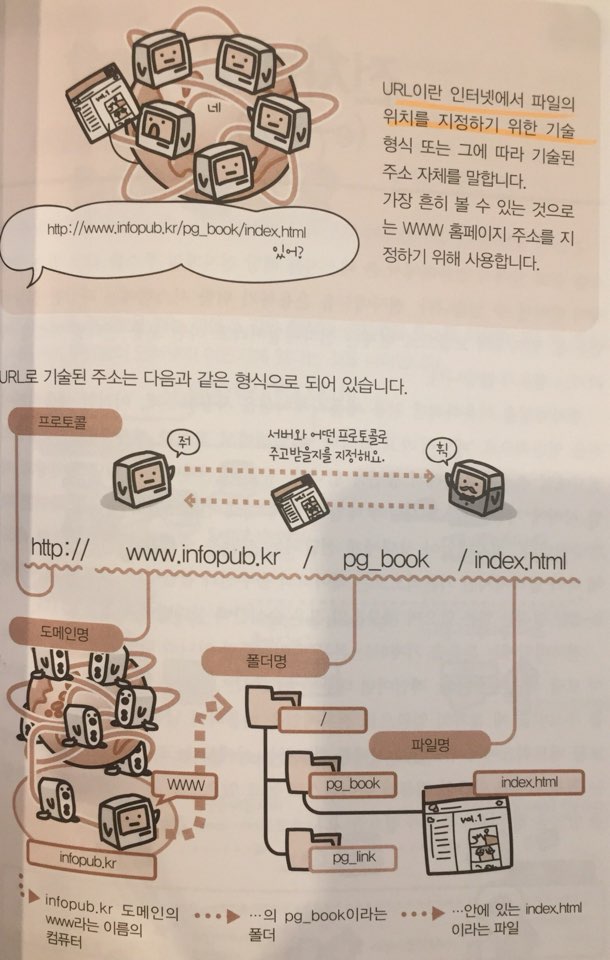 네
URL이란 인터넷에서 파일의
위치를 지정하기 위한 기술
형식 또는 그에 따라 기술된
주소 자체를 말합니다.
가장 흔히 볼 수 있는 것으로
는 WWW 홈페이지 주소를 지
정하기 위해 사용합니다.
http://www.infopub.kr/pg_book/index.html
있어?
URL로 기술된 주소는 다음과 같은 형식으로 되어 있습니다.
프로토콜
서버와 어떤 프로토콜로
주고받을지를 지정해요.
http:// www.infopub.kr / pg_book / index.html
도메인명
폴더명
/
파일명
WWW
pg_book
index.html
vol.1
infopub.kr
pg_link
infopub.kr 도메인의
www라는 이름의
컴퓨터
…의 pg_book이라는
폴더
…안에 있는 index.html
이라는 파일